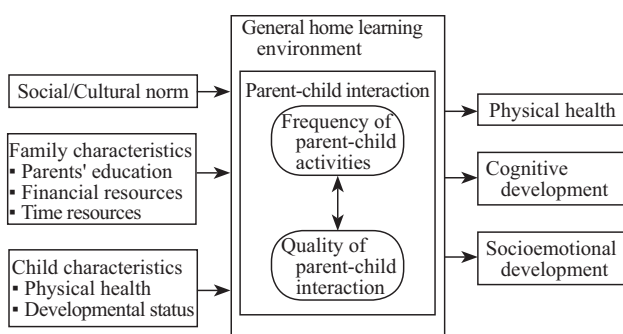 General home learning
environment
Social/Cultural norm
Family characteristics
▪ Parents' education
▪ Financial resources
▪ Time resources
Child characteristics
▪ Physical health
▪ Developmental status
Parent-child interaction
Frequency of
parent-child
activities
Quality of
parent-child
interaction
Physical health
Cognitive
development
Socioemotional
development